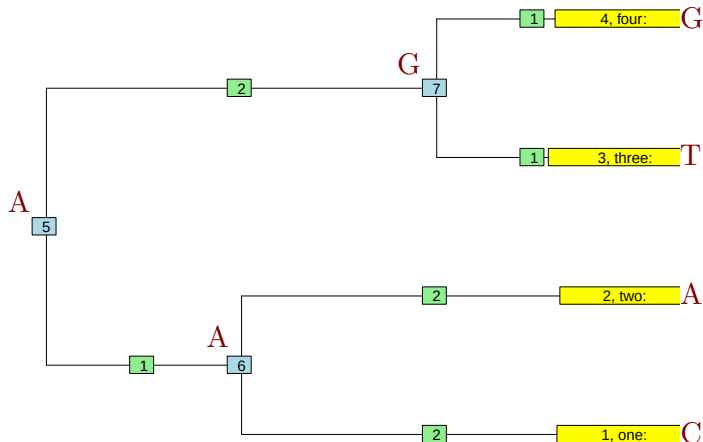 1 4, four: G
G
2 7
1 3, three: T
A
5
2 2, two: A
A
1 6
2 1, one: C